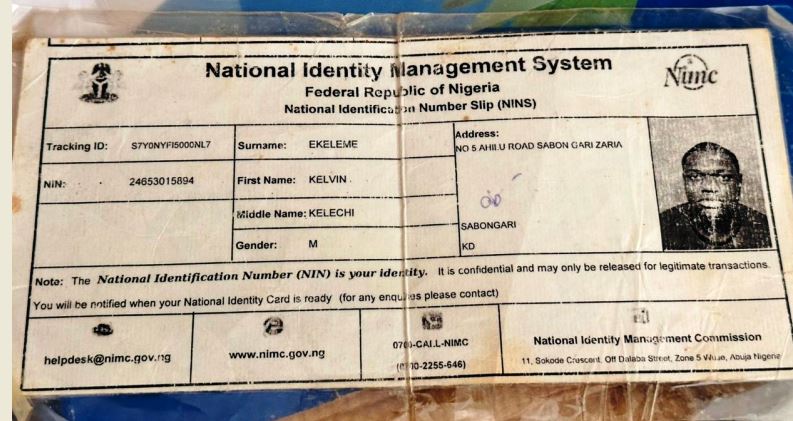 National Identity Management System
Federal Republic of Nigeria
National Identification Number Slip (NINS)
Nimc
Tracking ID: S7Y0NYFI5000NL7
Surname: EKELEME
Address:
NO 5 AHILU ROAD SABON GARI ZARIA
NIN: 24653015894
First Name: KELVIN
Middle Name: KELECHI
SABONGARI
Gender: M
KD
Note: The National Identification Number (NIN) is your identity. It is confidential and may only be released for legitimate transactions.
You will be notified when your National Identity Card is ready (for any enquires please contact)
helpdesk@nimc.gov.ng
www.nimc.gov.ng
0700-CALL-NIMC
(0700-2255-646)
National Identity Management Commission
11, Sokode Crescent, Off Dalaba Street, Zone 5 Wuse, Abuja Nigeria